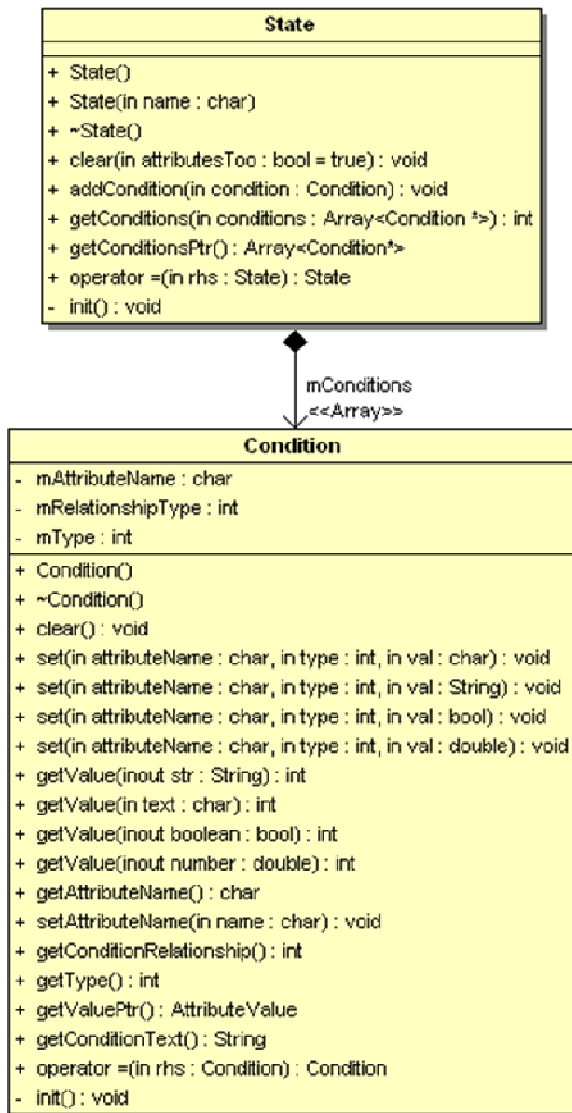 State
+ State()
+ State(in name : char)
+ ~State()
+ clear(in attributesToo : bool = true) : void
+ addCondition(in condition : Condition) : void
+ getConditions(in conditions : Array<Condition *>) : int
+ getConditionsPtr() : Array<Condition*>
+ operator =(in rhs : State) : State
- init() : void
mConditions
<<Array>>
Condition
- mAttributeName : char
- mRelationshipType : int
- mType : int
+ Condition()
+ ~Condition()
+ clear() : void
+ set(in attributeName : char, in type : int, in val : char) : void
+ set(in attributeName : char, in type : int, in val : String) : void
+ set(in attributeName : char, in type : int, in val : bool) : void
+ set(in attributeName : char, in type : int, in val : double) : void
+ getValue(inout str : String) : int
+ getValue(in text : char) : int
+ getValue(inout boolean : bool) : int
+ getValue(inout number : double) : int
+ getAttributeName() : char
+ setAttributeName(in name : char) : void
+ getConditionRelationship() : int
+ getType() : int
+ getValuePtr() : AttributeValue
+ getConditionText() : String
+ operator =(in rhs : Condition) : Condition
- init() : void